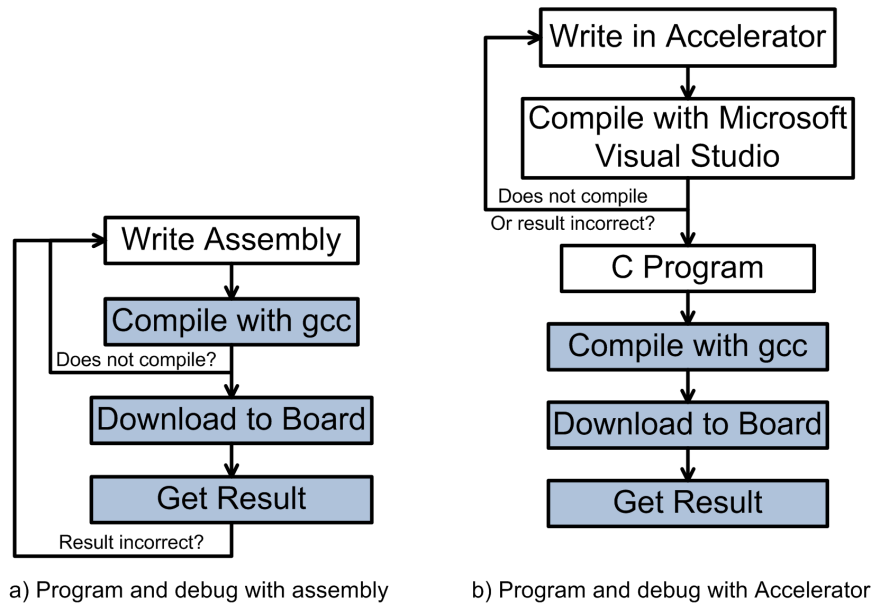 Write Assembly
Compile with gcc
Does not compile?
Download to Board
Get Result
Result incorrect?
a) Program and debug with assembly
Write in Accelerator
Compile with Microsoft
Visual Studio
Does not compile
Or result incorrect?
C Program
Compile with gcc
Download to Board
Get Result
b) Program and debug with Accelerator